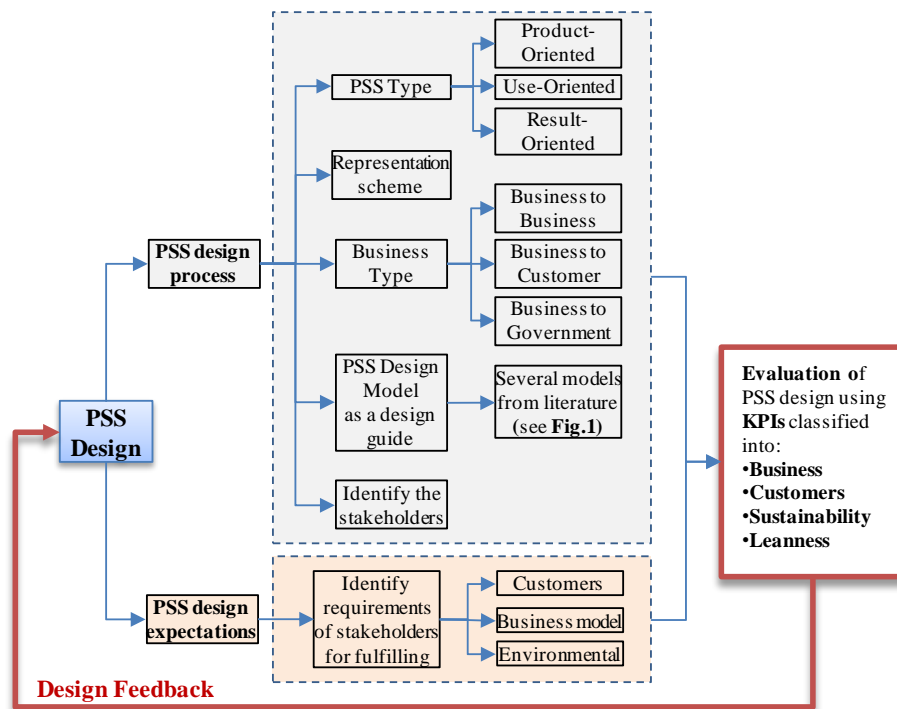 Product-
Oriented
PSS Type
Use-Oriented
Result-
Oriented
Representation
scheme
Business to
Business
PSS design
process
Business
Type
Business to
Customer
Business to
Government
PSS Design
Model
as a design
guide
Several models
from literature
(see Fig.1)
PSS
Design
Identify the
stakeholders
Evaluation of
PSS design using
KPIs classified
into:
•Business
•Customers
•Sustainability
•Leanness
PSS design
expectations
Identify
requirements
of stakeholders
for fulfilling
Customers
Business model
Environmental
Design Feedback